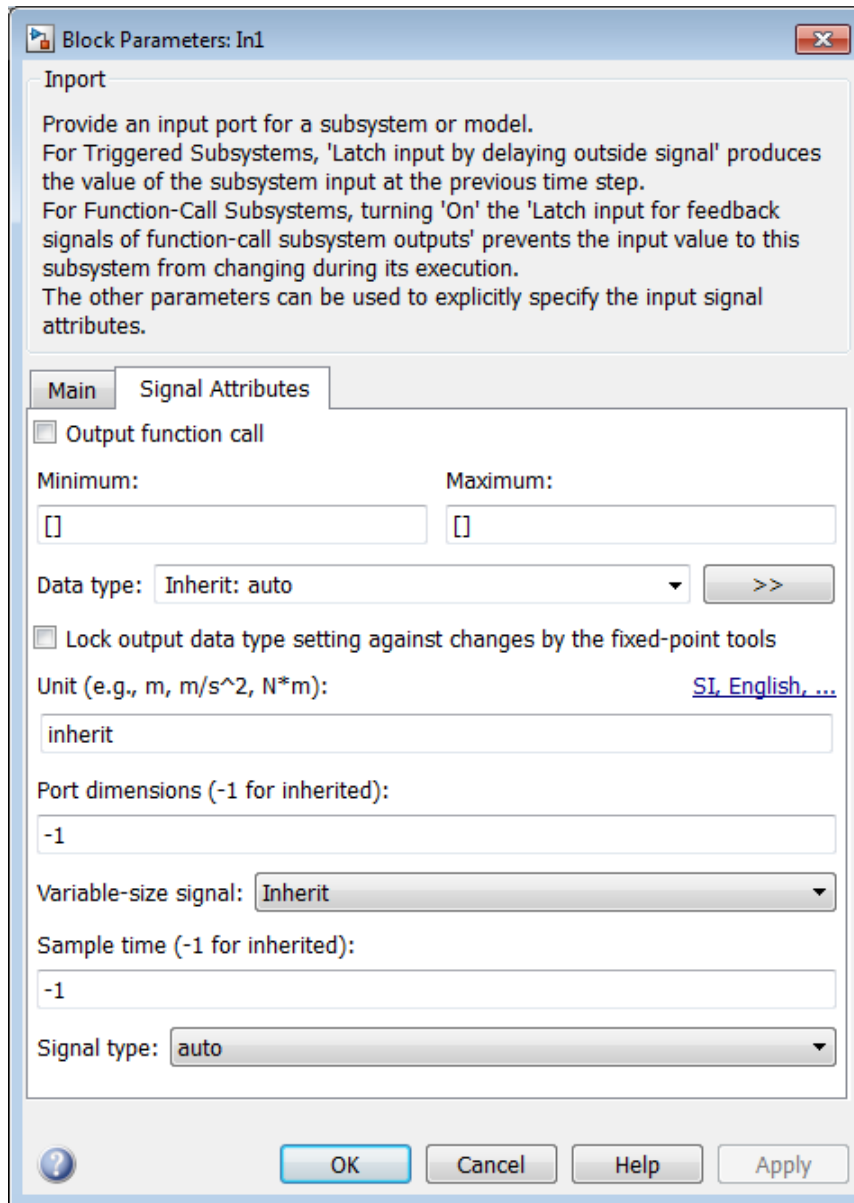 Block Parameters: In1
Inport
Provide an input port for a subsystem or model.
For Triggered Subsystems, 'Latch input by delaying outside signal' produces
the value of the subsystem input at the previous time step.
For Function-Call Subsystems, turning 'On' the 'Latch input for feedback
signals of function-call subsystem outputs' prevents the input value to this
subsystem from changing during its execution.
The other parameters can be used to explicitly specify the input signal
attributes.
Main Signal Attributes
Output function call
Minimum: Maximum:
[] []
Data type: Inherit: auto >>
Lock output data type setting against changes by the fixed-point tools
Unit (e.g., m, m/s^2, N*m): SI, English, ...
inherit
Port dimensions (-1 for inherited):
-1
Variable-size signal: Inherit
Sample time (-1 for inherited):
-1
Signal type: auto
? OK Cancel Help Apply